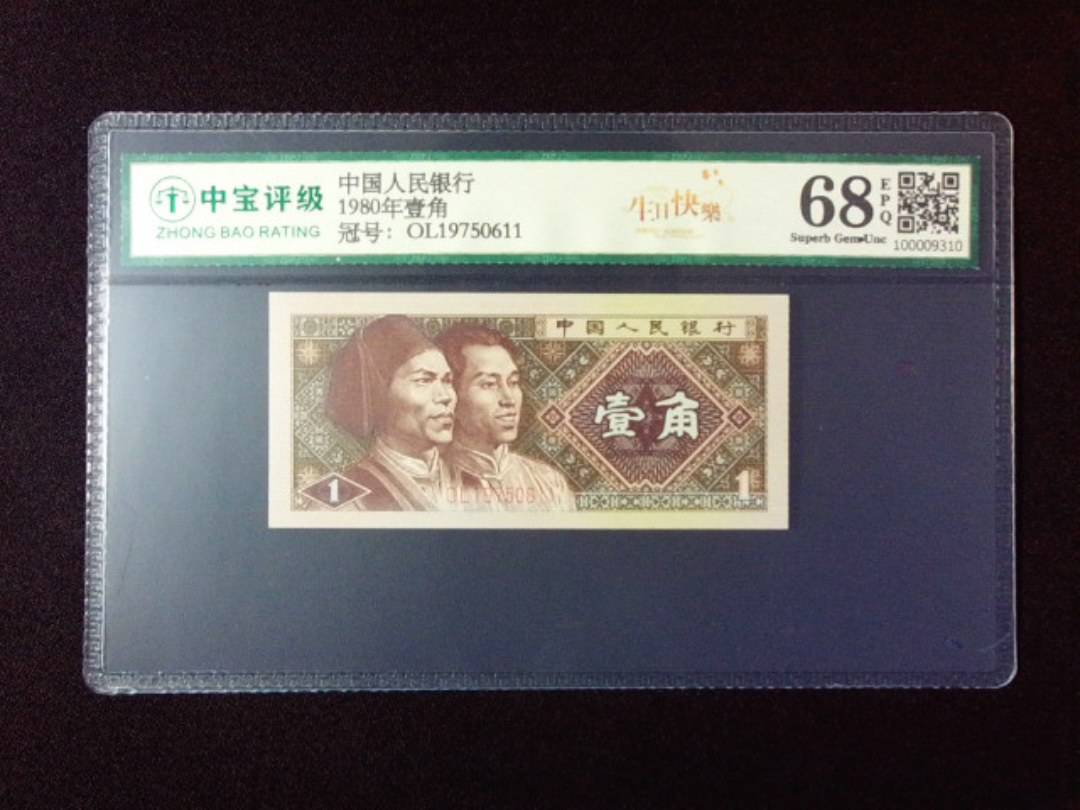 中宝评级
ZHONG BAO RATING
中国人民银行
1980年壹角
冠号：OL19750611
生日快樂
68
EPQ
Superb Gem Unc
100009310
中国人民银行
壹角
1
1